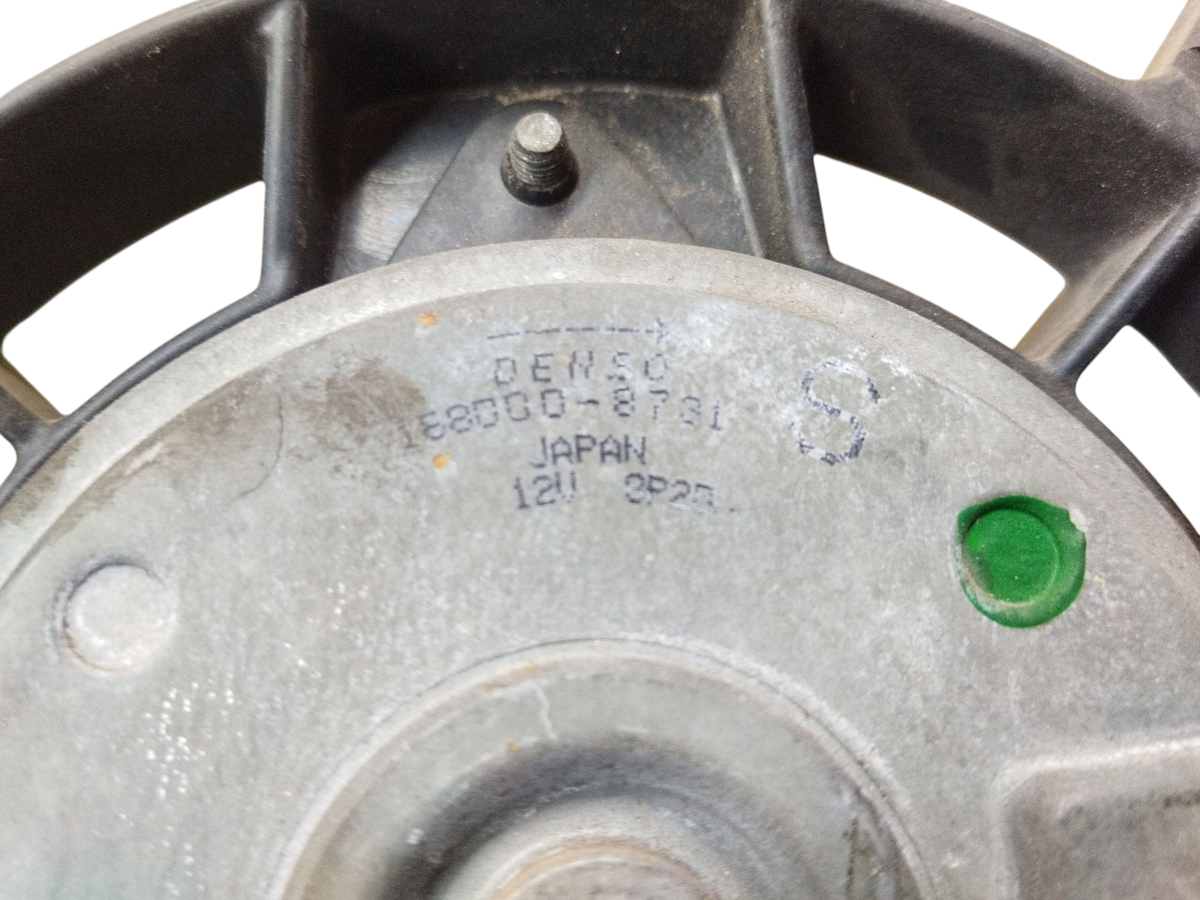 DENSO
168000-8731
JAPAN
12V
S